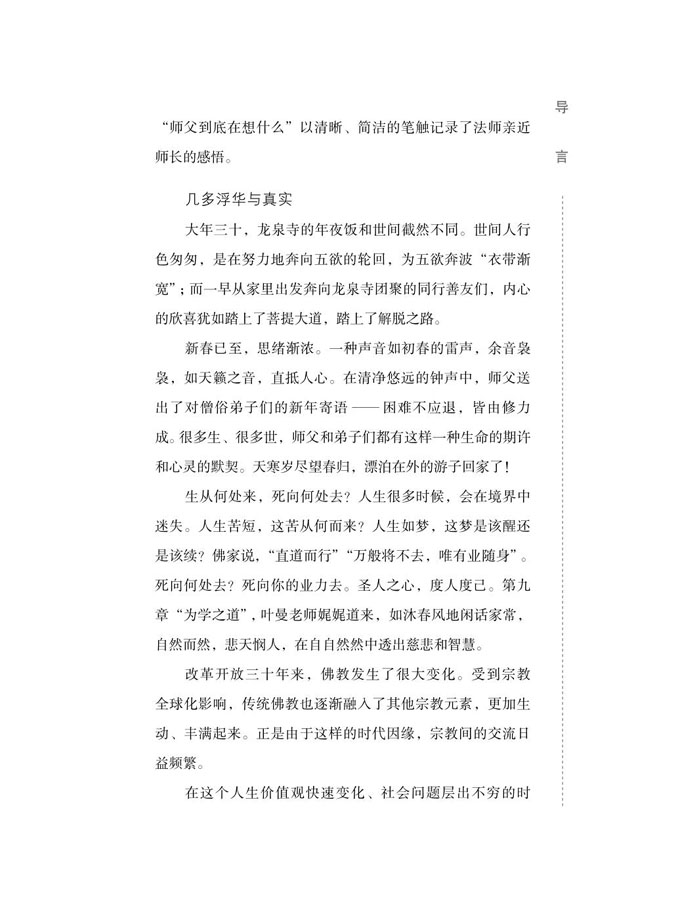 导
言
“师父到底在想什么”以清晰、简洁的笔触记录了法师亲近
师长的感悟。
几多浮华与真实
大年三十，龙泉寺的年夜饭和世间截然不同。世间人行
色匆匆，是在努力地奔向五欲的轮回，为五欲奔波“衣带渐
宽”；而一早从家里出发奔向龙泉寺团聚的同行善友们，内心
的欣喜犹如踏上了菩提大道，踏上了解脱之路。
新春已至，思绪渐浓。一种声音如初春的雷声，余音袅
袅，如天籁之音，直抵人心。在清净悠远的钟声中，师父送
出了对僧俗弟子们的新年寄语——困难不应退，皆由修力
成。很多生、很多世，师父和弟子们都有这样一种生命的期许
和心灵的默契。天寒岁尽望春归，漂泊在外的游子回家了！
生从何处来，死向何处去？人生很多时候，会在境界中
迷失。人生苦短，这苦从何而来？人生如梦，这梦是该醒还
是该续？佛家说，“直道而行”“万般将不去，唯有业随身”。
死向何处去？死向你的业力去。圣人之心，度人度己。第九
章“为学之道”，叶曼老师娓娓道来，如沐春风地闲话家常，
自然而然，悲天悯人，在自自然然中透出慈悲和智慧。
改革开放三十年来，佛教发生了很大变化。受到宗教
全球化影响，传统佛教也逐渐融入了其他宗教元素，更加生
动、丰满起来。正是由于这样的时代因缘，宗教间的交流日
益频繁。
在这个人生价值观快速变化、社会问题层出不穷的时